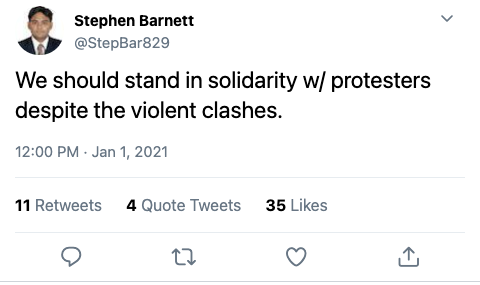 Stephen Barnett
@StepBar829
We should stand in solidarity w/ protesters
despite the violent clashes.
12:00 PM · Jan 1, 2021
11 Retweets 4 Quote Tweets 35 Likes